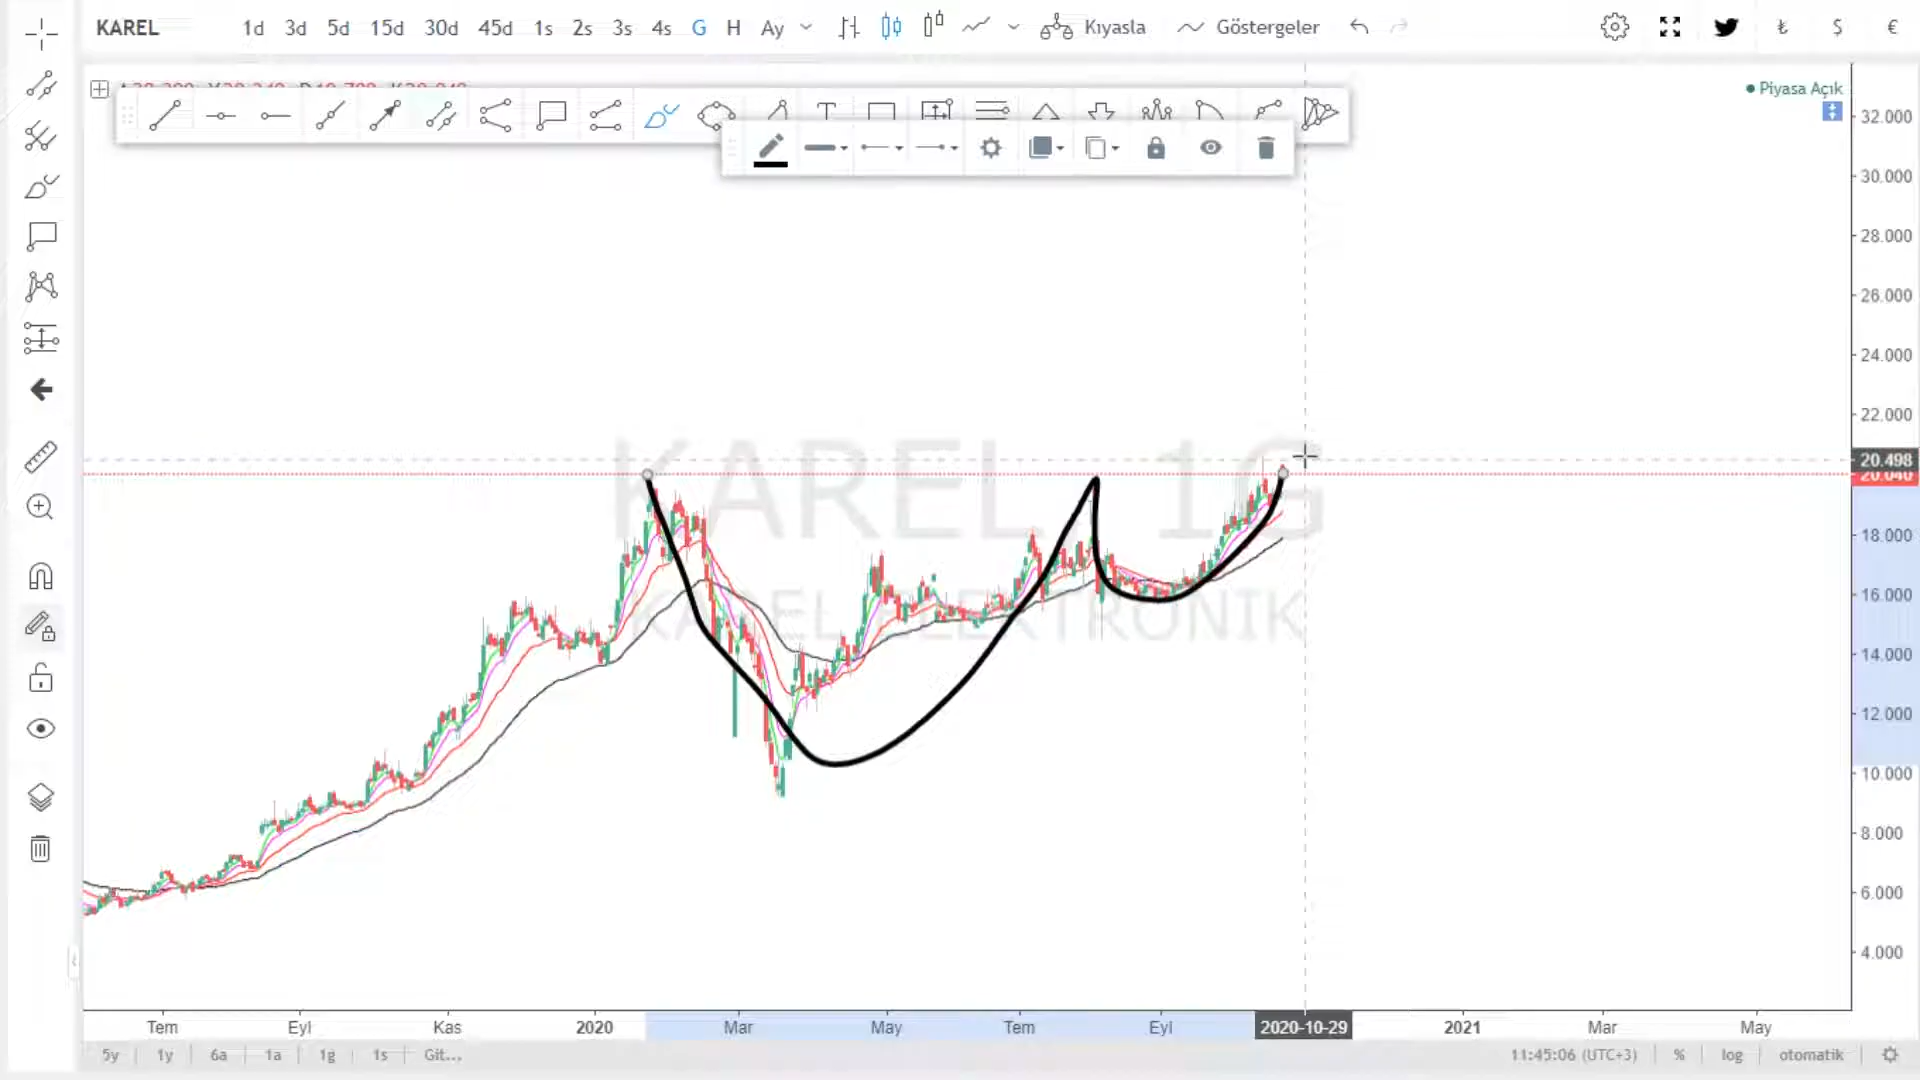 KAREL 1d 3d 5d 15d 30d 45d 1s 2s 3s 4s G H Ay Kıyasla Göstergeler ₺ $ €
Piyasa Açık
32.000
30.000
28.000
26.000
24.000
22.000
KAREL 1G
20.498
20.040
18.000
16.000
KAREL ELEKTRONIK
14.000
12.000
10.000
8.000
6.000
4.000
Tem Eyl Kas 2020 Mar May Tem Eyl 2020-10-29 2021 Mar May
5y 1y 6a 1a 1g 1s Git... 11:45:06 (UTC+3) % log otomatik